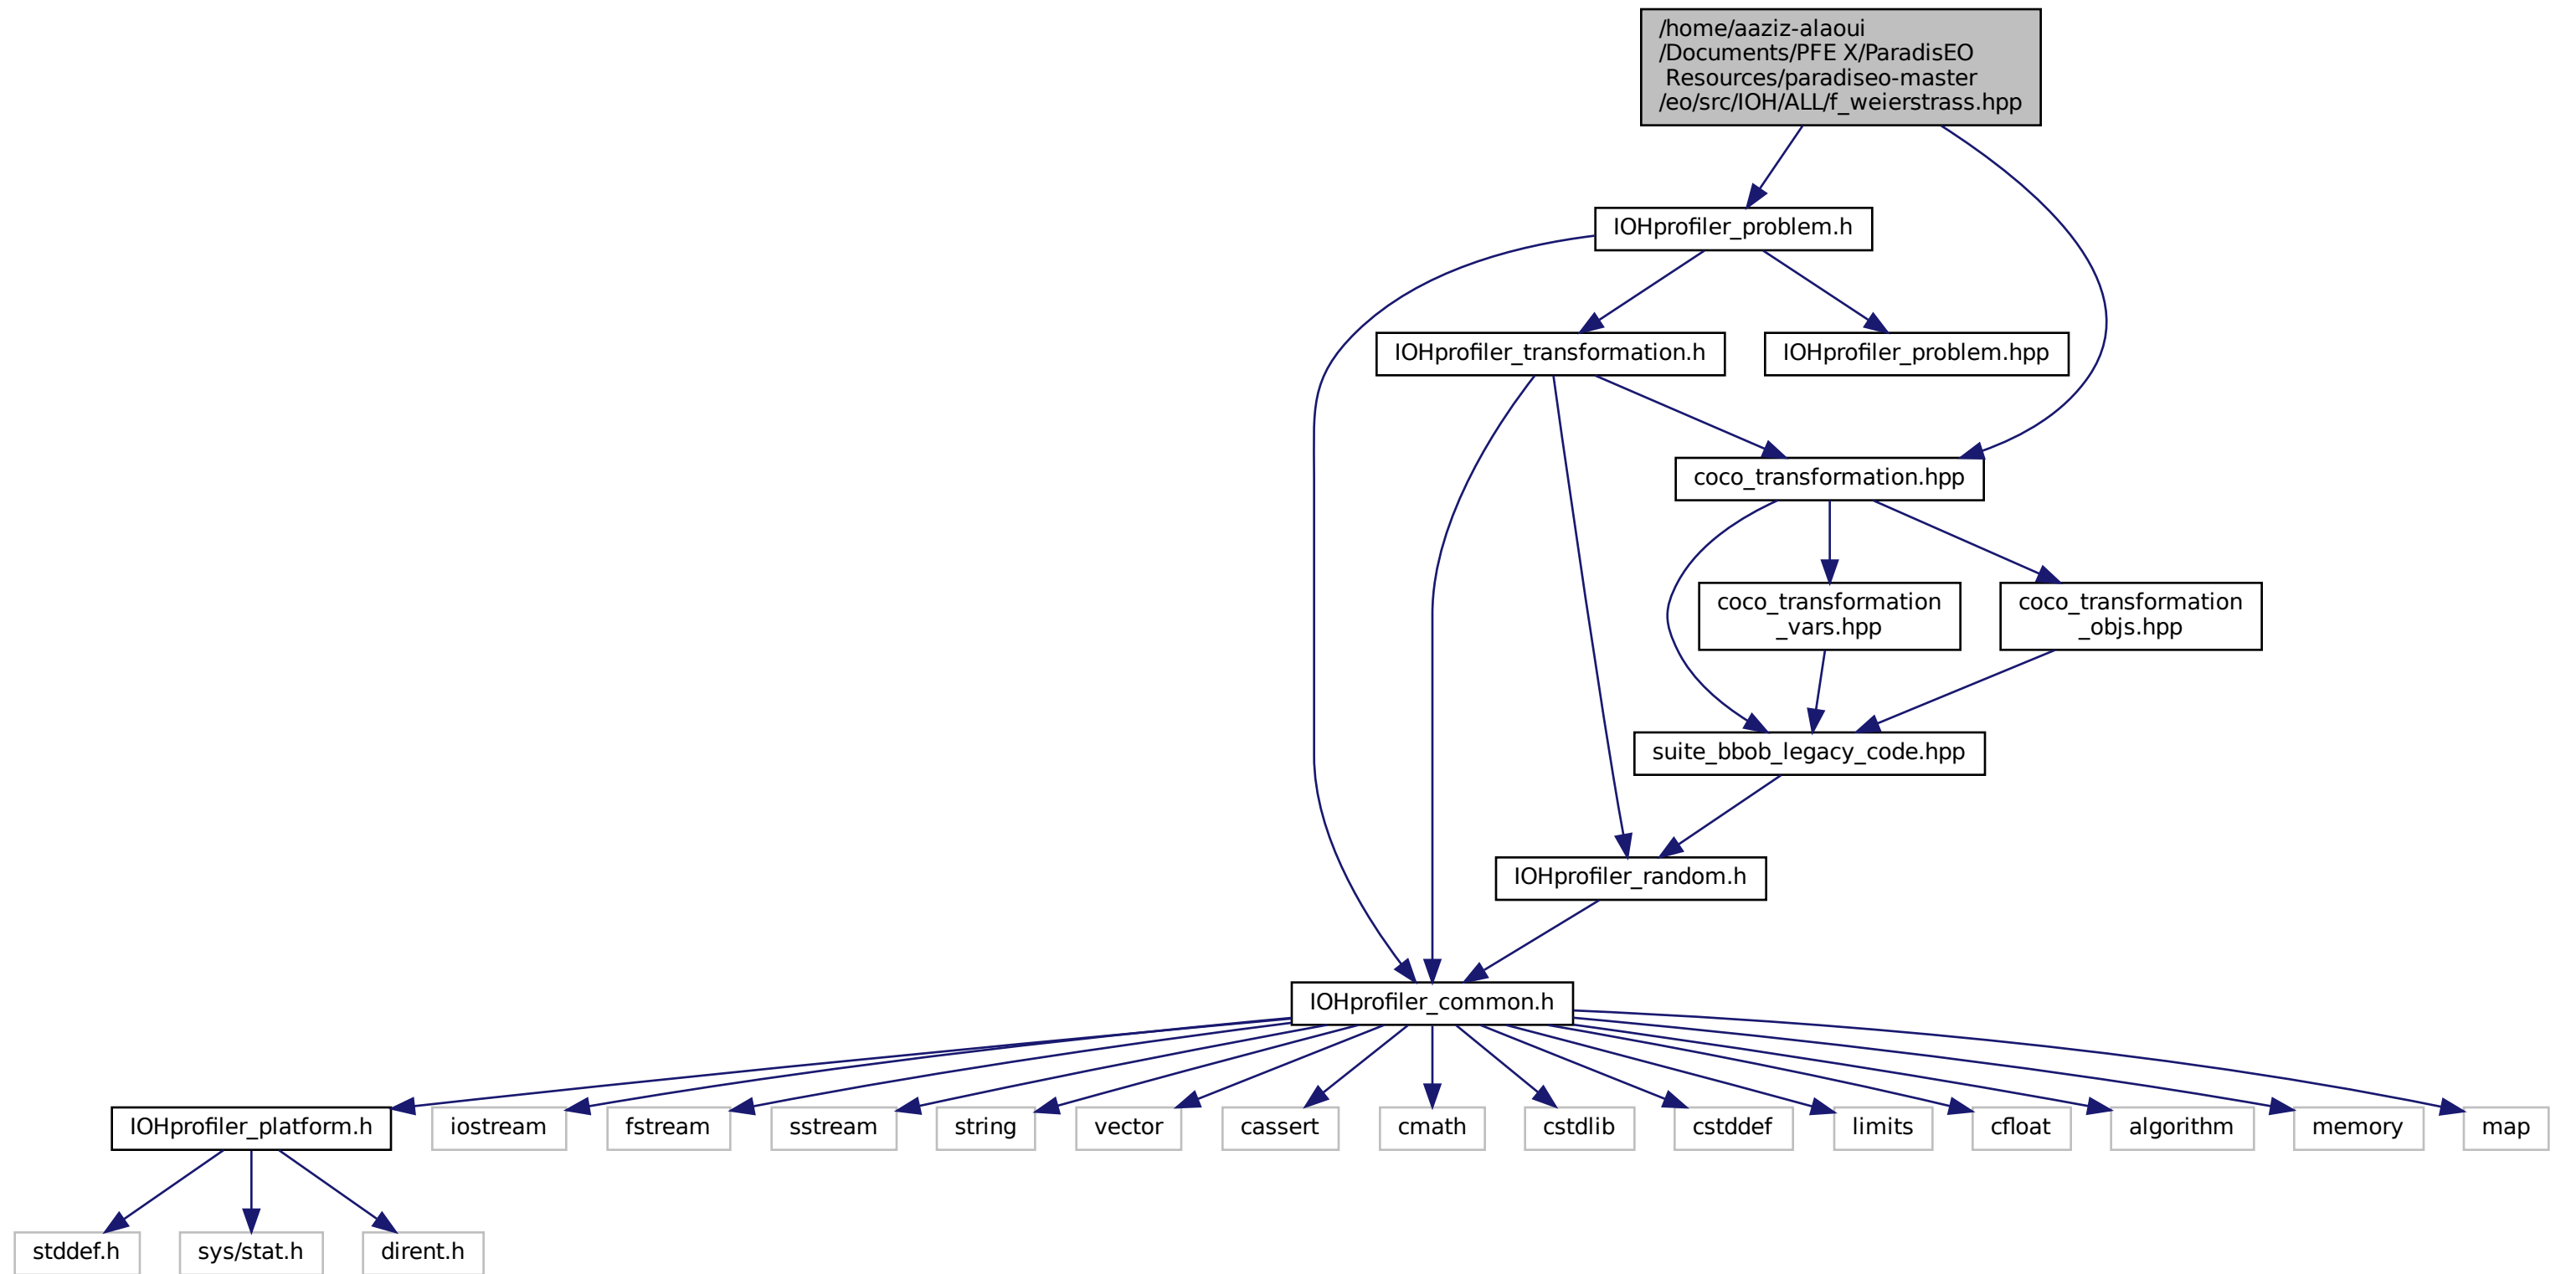 /home/aaziz-alaoui
/Documents/PFE X/ParadisEO
Resources/paradiseo-master
/eo/src/IOH/ALL/f_weierstrass.hpp
IOHprofiler_problem.h
IOHprofiler_transformation.h
IOHprofiler_problem.hpp
coco_transformation.hpp
coco_transformation
_vars.hpp
coco_transformation
_objs.hpp
suite_bbob_legacy_code.hpp
IOHprofiler_random.h
IOHprofiler_common.h
IOHprofiler_platform.h
iostream
fstream
sstream
string
vector
cassert
cmath
cstdlib
cstddef
limits
cfloat
algorithm
memory
map
stddef.h
sys/stat.h
dirent.h